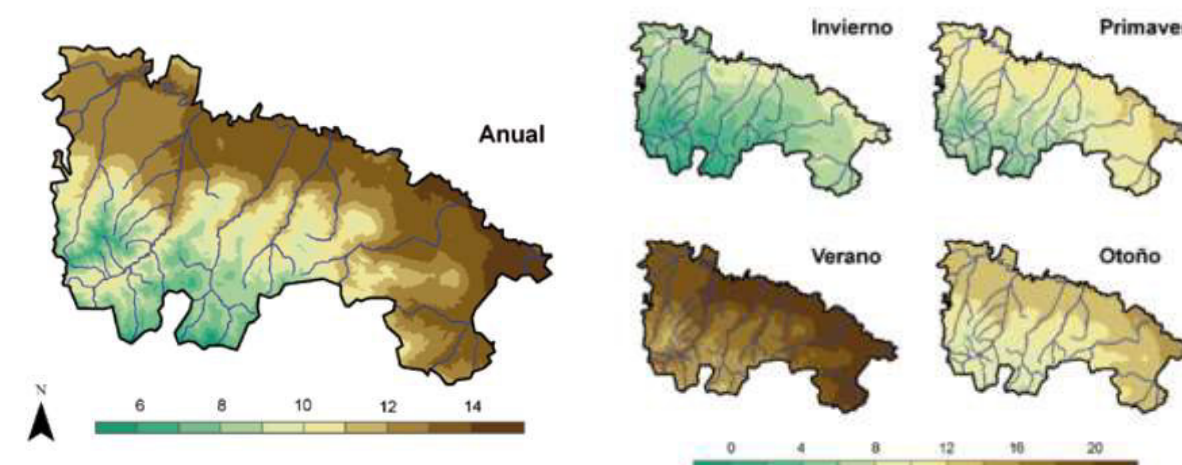 Anual
N
6 8 10 12 14
Invierno
Primaver
Verano
Otoño
0 4 8 12 16 20